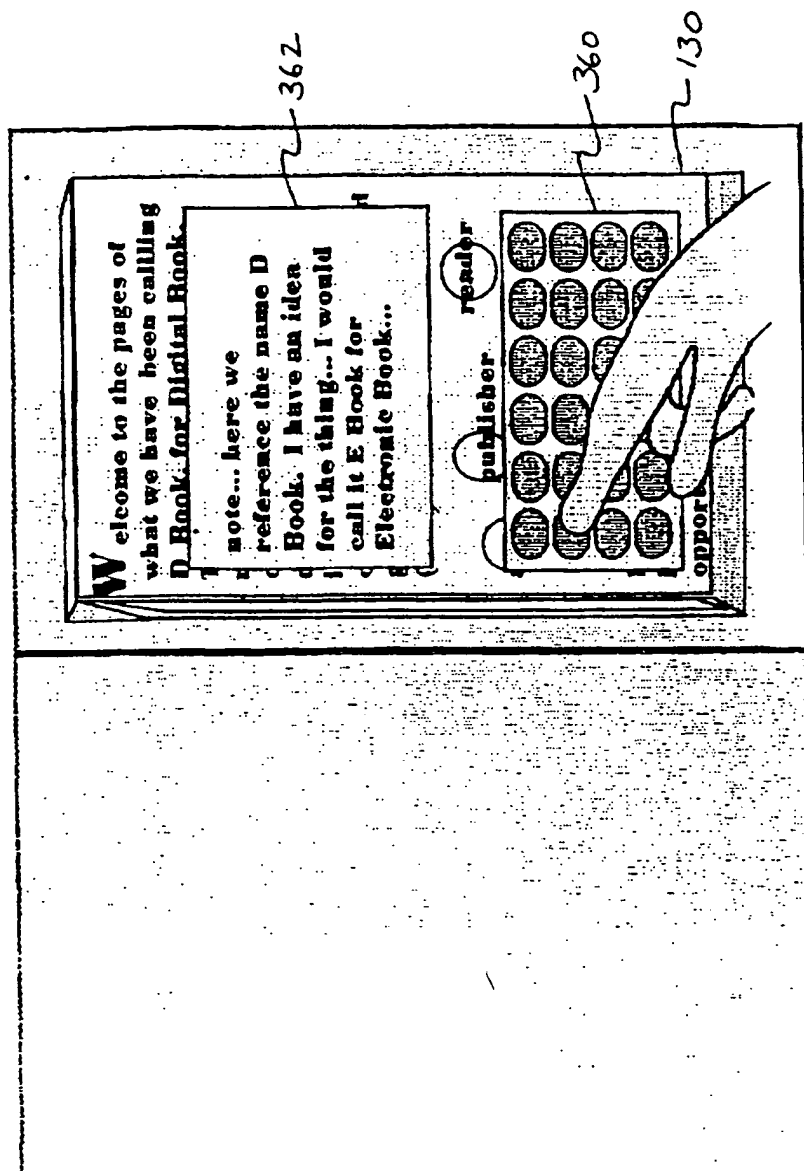 Welcome to the pages of
what we have been callling
D Book. for Digital Book.
note... here we
reference the name D
Book. I have an idea
for the thing... I would
call it E Book for
Electronic Book...
publisher
reader
oppor
362
360
130